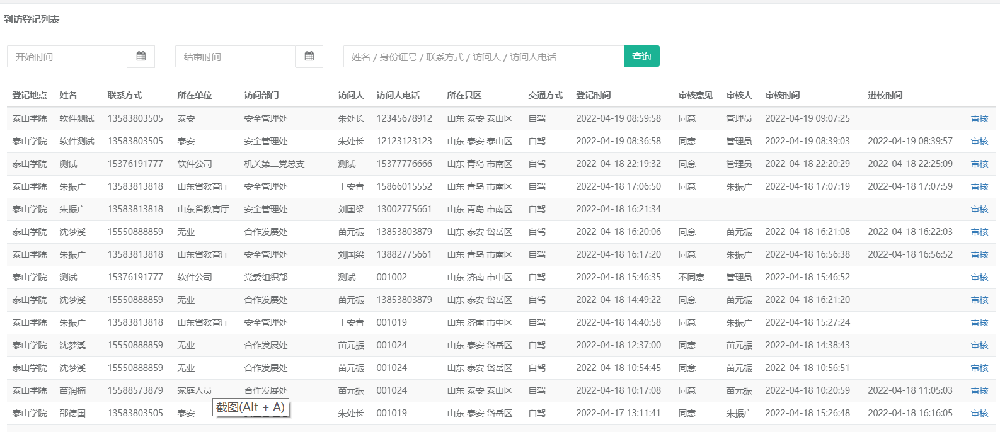 到访登记列表
开始时间 结束时间 姓名 / 身份证号 / 联系方式 / 访问人 / 访问人电话 查询
登记地点 姓名 联系方式 所在单位 访问部门 访问人 访问人电话 所在县区 交通方式 登记时间 审核意见 审核人 审核时间 进校时间
泰山学院 软件测试 13583803505 泰安 安全管理处 朱处长 12345678912 山东 泰安 泰山区 自驾 2022-04-19 08:59:58 同意 管理员 2022-04-19 09:07:25 审核
泰山学院 软件测试 13583803505 泰安 安全管理处 朱处长 12123123123 山东 泰安 泰山区 自驾 2022-04-19 08:36:58 同意 管理员 2022-04-19 08:39:03 2022-04-19 08:39:57 审核
泰山学院 测试 15376191777 软件公司 机关第二党总支 测试 15377776666 山东 青岛 市南区 自驾 2022-04-18 22:19:32 同意 管理员 2022-04-18 22:20:29 2022-04-18 22:25:09 审核
泰山学院 朱振广 13583813818 山东省教育厅 安全管理处 王安青 15866015552 山东 青岛 市南区 自驾 2022-04-18 17:06:50 同意 朱振广 2022-04-18 17:07:19 2022-04-18 17:07:59 审核
泰山学院 朱振广 13583813818 山东省教育厅 安全管理处 刘国梁 13002775661 山东 青岛 市南区 自驾 2022-04-18 16:21:34 审核
泰山学院 沈梦溪 15550888859 无业 合作发展处 苗元振 13853803879 山东 泰安 岱岳区 自驾 2022-04-18 16:20:06 同意 苗元振 2022-04-18 16:21:08 2022-04-18 16:22:03 审核
泰山学院 朱振广 13583813818 山东省教育厅 安全管理处 刘国梁 13882775661 山东 青岛 市南区 自驾 2022-04-18 16:17:20 同意 朱振广 2022-04-18 16:56:38 2022-04-18 16:56:52 审核
泰山学院 测试 15376191777 软件公司 党委组织部 测试 001002 山东 济南 市中区 自驾 2022-04-18 15:46:35 不同意 管理员 2022-04-18 15:46:52 审核
泰山学院 沈梦溪 15550888859 无业 合作发展处 苗元振 13853803879 山东 泰安 岱岳区 自驾 2022-04-18 14:49:22 同意 苗元振 2022-04-18 16:21:20 审核
泰山学院 朱振广 13583813818 山东省教育厅 安全管理处 王安青 001019 山东 济南 市中区 自驾 2022-04-18 14:40:58 同意 朱振广 2022-04-18 15:27:24 审核
泰山学院 沈梦溪 15550888859 无业 合作发展处 苗元振 001024 山东 泰安 岱岳区 自驾 2022-04-18 12:37:00 同意 苗元振 2022-04-18 14:38:43 审核
泰山学院 沈梦溪 15550888859 无业 合作发展处 苗元振 001024 山东 泰安 岱岳区 自驾 2022-04-18 10:54:45 同意 苗元振 2022-04-18 10:56:51 审核
泰山学院 苗润楠 15588573879 家庭人员 合作发展处 苗元振 001024 山东 泰安 泰山区 自驾 2022-04-18 10:17:08 同意 苗元振 2022-04-18 10:20:59 2022-04-18 11:05:03 审核
泰山学院 邵德国 13583803505 泰安 朱处长 001019 山东 泰安 岱岳区 自驾 2022-04-17 13:11:41 同意 朱振广 2022-04-18 15:26:48 2022-04-18 16:16:05 审核
截图(Alt + A)